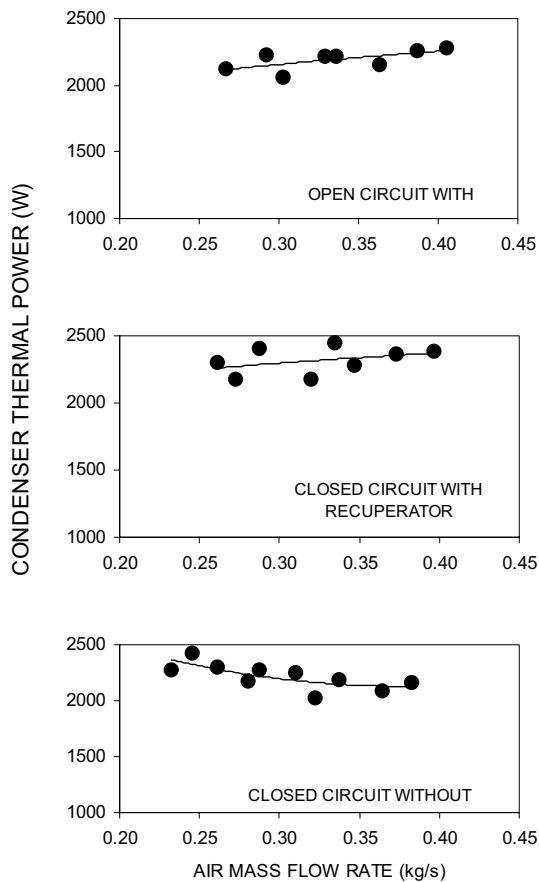 CONDENSER THERMAL POWER (W)
2500
2000
1500
1000
OPEN CIRCUIT WITH
0.20 0.25 0.30 0.35 0.40 0.45
2500
2000
1500
1000
CLOSED CIRCUIT WITH
RECUPERATOR
0.20 0.25 0.30 0.35 0.40 0.45
2500
2000
1500
1000
CLOSED CIRCUIT WITHOUT
0.20 0.25 0.30 0.35 0.40 0.45
AIR MASS FLOW RATE (kg/s)